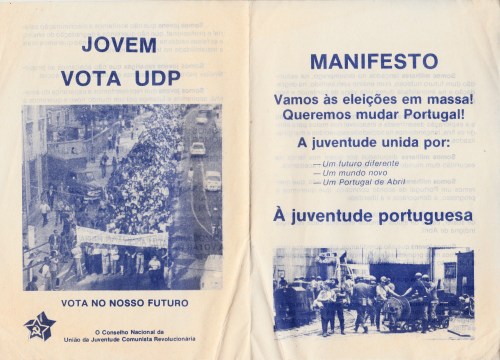 JOVEM
VOTA UDP
VOTA NO NOSSO FUTURO
O Conselho Nacional da
União da Juventude Comunista Revolucionária
MANIFESTO
Vamos às eleições em massa!
Queremos mudar Portugal!
A juventude unida por:
— Um futuro diferente
— Um mundo novo
— Um Portugal de Abril
À juventude portuguesa